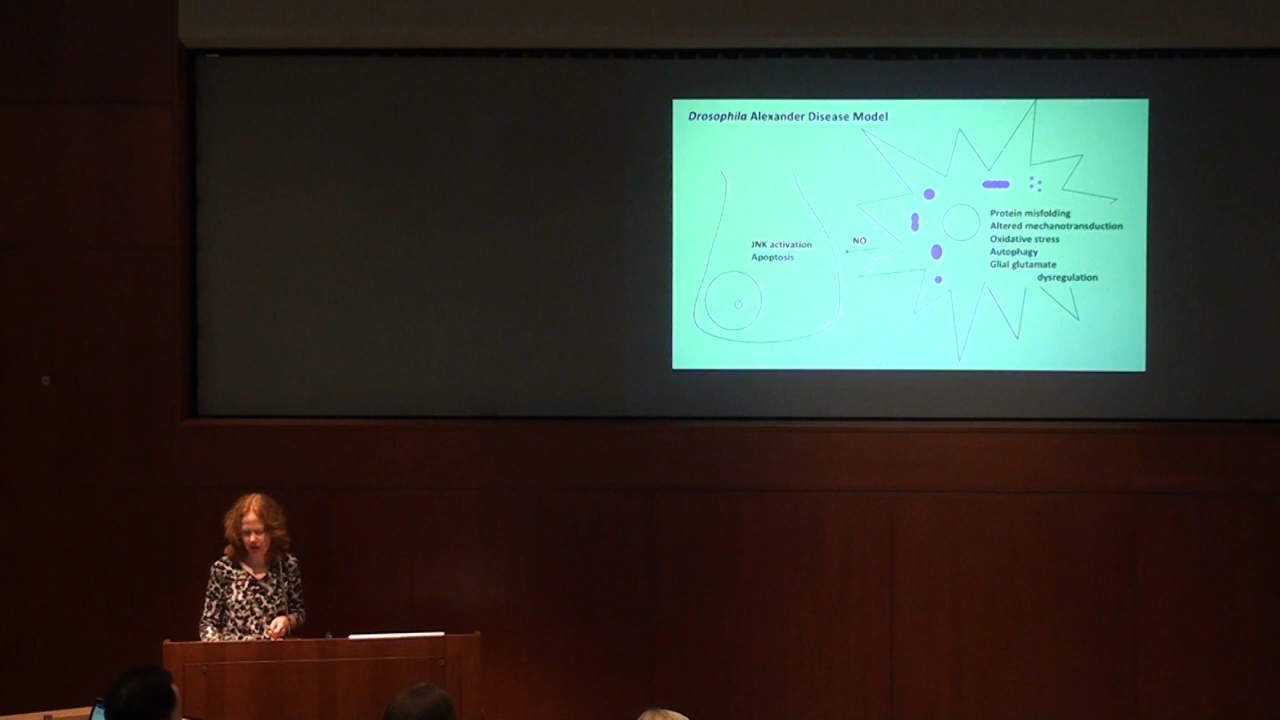 Drosophila Alexander Disease Model
JNK activation
Apoptosis
NO
Protein misfolding
Altered mechanotransduction
Oxidative stress
Autophagy
Glial glutamate
dysregulation